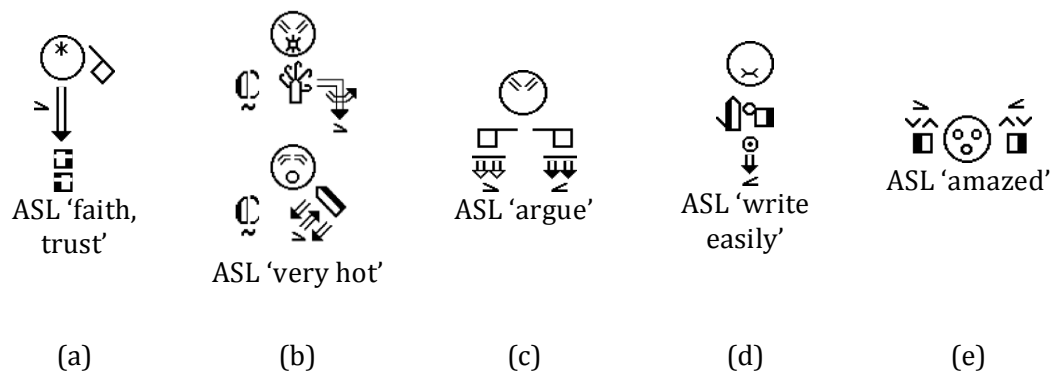 ASL ‘faith, trust’
ASL ‘very hot’
ASL ‘argue’
ASL ‘write easily’
ASL ‘amazed’
(a) (b) (c) (d) (e)